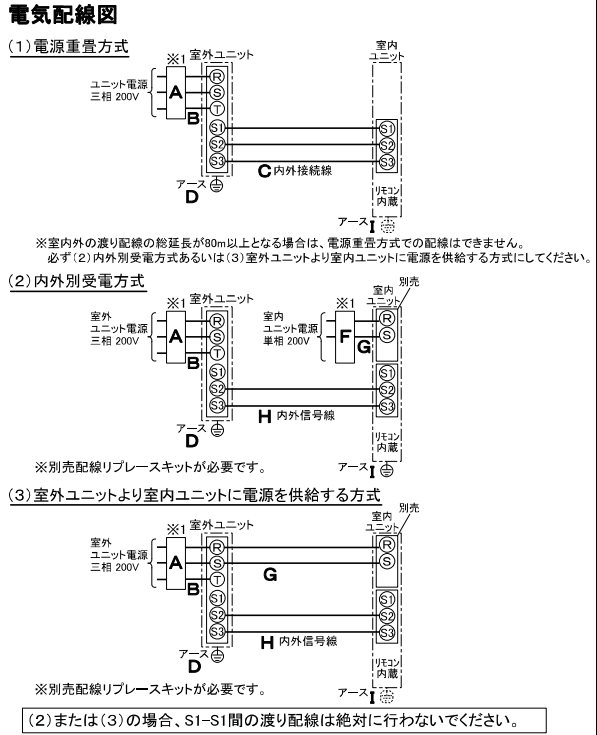 電気配線図
(1)電源重畳方式
※1
室外ユニット
室内
ユニット
ユニット電源
三相 200V
A
B
R
S
T
S1
S2
S3
S1
S2
S3
C 内外接続線
アース
D
リモコン
内蔵
アース I
※室内外の渡り配線の総延長が80m以上となる場合は、電源重畳方式での配線はできません。
必ず(2)内外別受電方式あるいは(3)室外ユニットより室内ユニットに電源を供給する方式にしてください。
(2)内外別受電方式
※1
室外ユニット
※1
室内
ユニット
別売
室外
ユニット電源
三相 200V
A
B
R
S
T
S1
S2
S3
室内
ユニット電源
単相 200V
F
G
R
S
S1
S2
S3
H 内外信号線
アース
D
リモコン
内蔵
アース I
※別売配線リプレースキットが必要です。
(3)室外ユニットより室内ユニットに電源を供給する方式
※1
室外ユニット
室内
ユニット
別売
室外
ユニット電源
三相 200V
A
B
R
S
T
S1
S2
S3
G
R
S
S1
S2
S3
H 内外信号線
アース
D
リモコン
内蔵
アース I
※別売配線リプレースキットが必要です。
(2)または(3)の場合、S1-S1間の渡り配線は絶対に行わないでください。